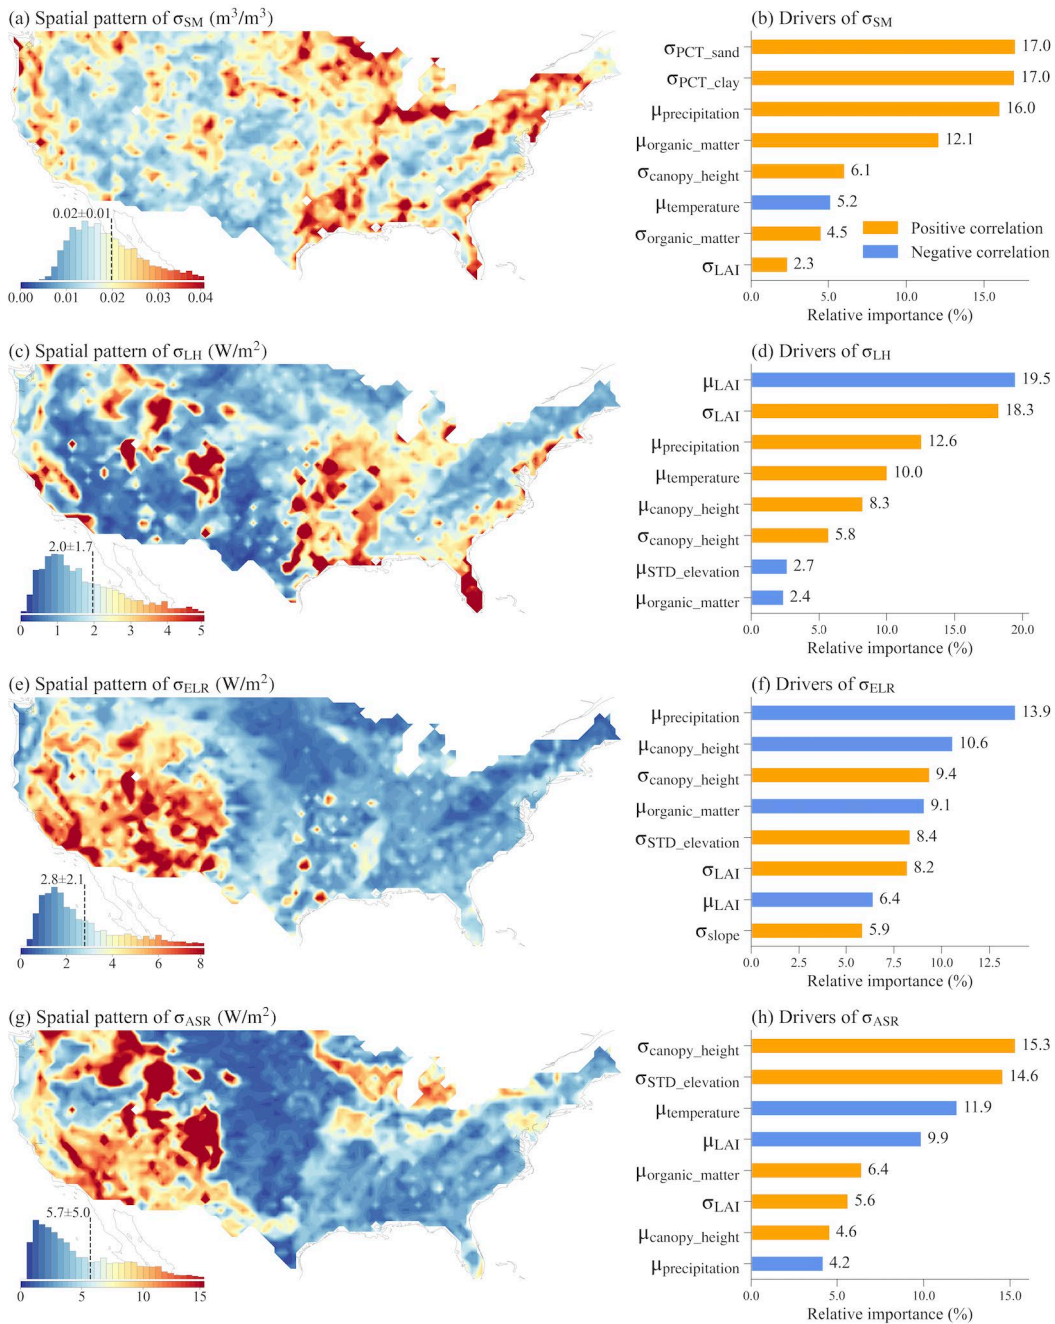 (a) Spatial pattern of σSM (m³/m³)
0.02±0.01
0.00 0.01 0.02 0.03 0.04
(b) Drivers of σSM
σPCT_sand 17.0
σPCT_clay 17.0
μprecipitation 16.0
μorganic_matter 12.1
σcanopy_height 6.1
μtemperature 5.2
σorganic_matter 4.5
σLAI 2.3
Positive correlation
Negative correlation
0.0 5.0 10.0 15.0
Relative importance (%)
(c) Spatial pattern of σLH (W/m²)
2.0±1.7
0 1 2 3 4 5
(d) Drivers of σLH
μLAI 19.5
σLAI 18.3
μprecipitation 12.6
μtemperature 10.0
μcanopy_height 8.3
σcanopy_height 5.8
μSTD_elevation 2.7
μorganic_matter 2.4
0.0 5.0 10.0 15.0 20.0
Relative importance (%)
(e) Spatial pattern of σELR (W/m²)
2.8±2.1
0 2 4 6 8
(f) Drivers of σELR
μprecipitation 13.9
μcanopy_height 10.6
σcanopy_height 9.4
μorganic_matter 9.1
σSTD_elevation 8.4
σLAI 8.2
μLAI 6.4
σslope 5.9
0.0 2.5 5.0 7.5 10.0 12.5
Relative importance (%)
(g) Spatial pattern of σASR (W/m²)
5.7±5.0
0 5 10 15
(h) Drivers of σASR
σcanopy_height 15.3
σSTD_elevation 14.6
μtemperature 11.9
μLAI 9.9
μorganic_matter 6.4
σLAI 5.6
μcanopy_height 4.6
μprecipitation 4.2
0.0 5.0 10.0 15.0
Relative importance (%)